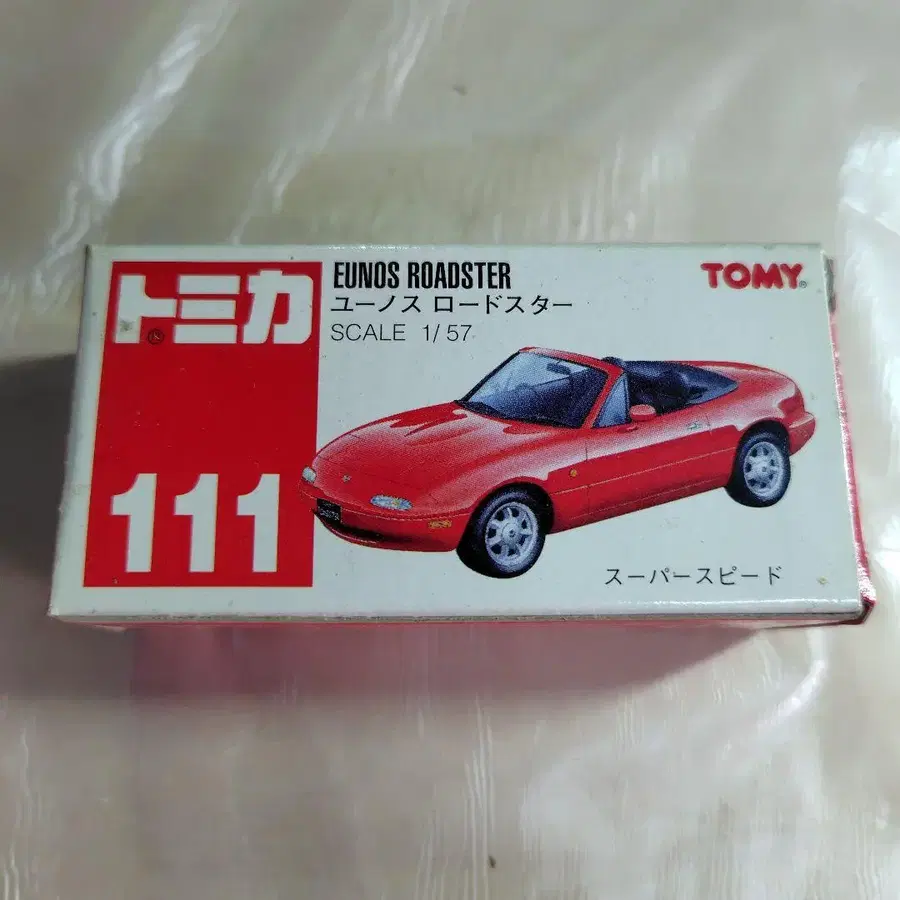 トミカ
111
EUNOS ROADSTER
ユーノス ロードスター
SCALE 1/57
TOMY®
スーパースピード